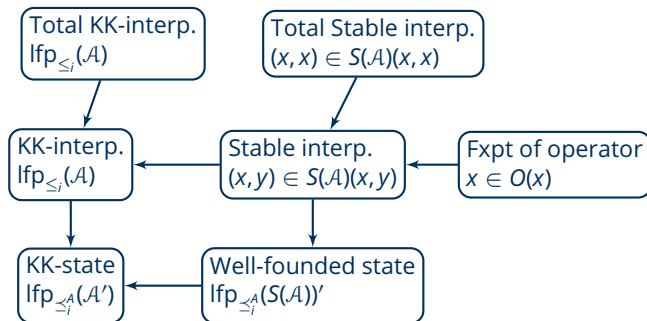 Total KK-interp.
lfp≤ᵢ(𝒜)
Total Stable interp.
(x, x) ∈ S(𝒜)(x, x)
KK-interp.
lfp≤ᵢ(𝒜)
Stable interp.
(x, y) ∈ S(𝒜)(x, y)
Fxpt of operator
x ∈ O(x)
KK-state
lfp⪯ᵢᴬ(𝒜′)
Well-founded state
lfp⪯ᵢᴬ(S(𝒜))′